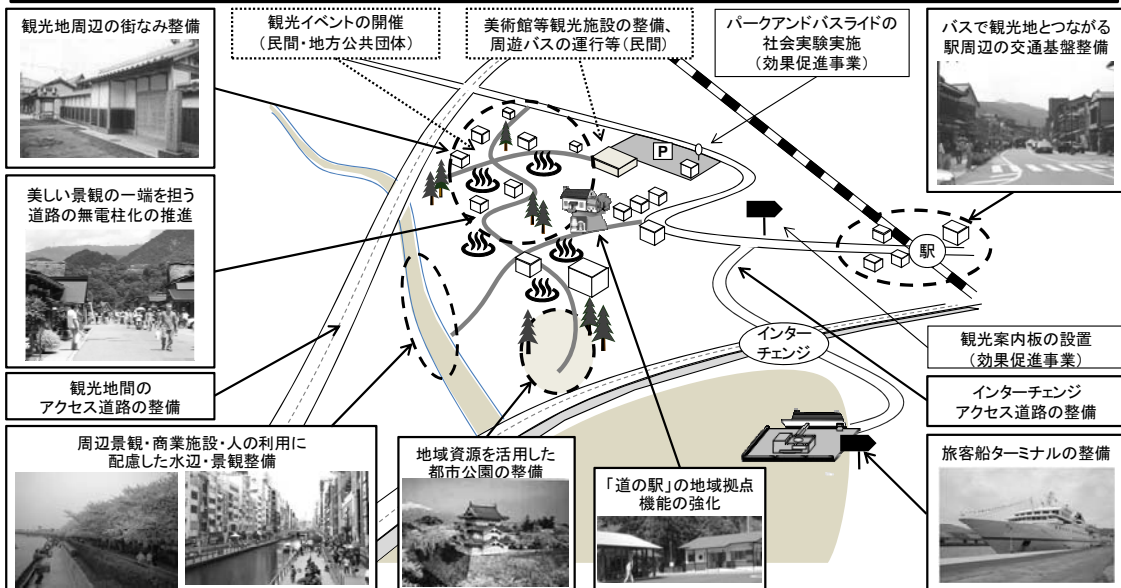 観光地周辺の街なみ整備
観光イベントの開催
(民間・地方公共団体)
美術館等観光施設の整備、
周遊バスの運行等(民間)
パークアンドバスライドの
社会実験実施
(効果促進事業)
バスで観光地とつながる
駅周辺の交通基盤整備
美しい景観の一端を担う
道路の無電柱化の推進
P
駅
インター
チェンジ
観光案内板の設置
(効果促進事業)
観光地間の
アクセス道路の整備
インターチェンジ
アクセス道路の整備
周辺景観・商業施設・人の利用に
配慮した水辺・景観整備
地域資源を活用した
都市公園の整備
「道の駅」の地域拠点
機能の強化
旅客船ターミナルの整備